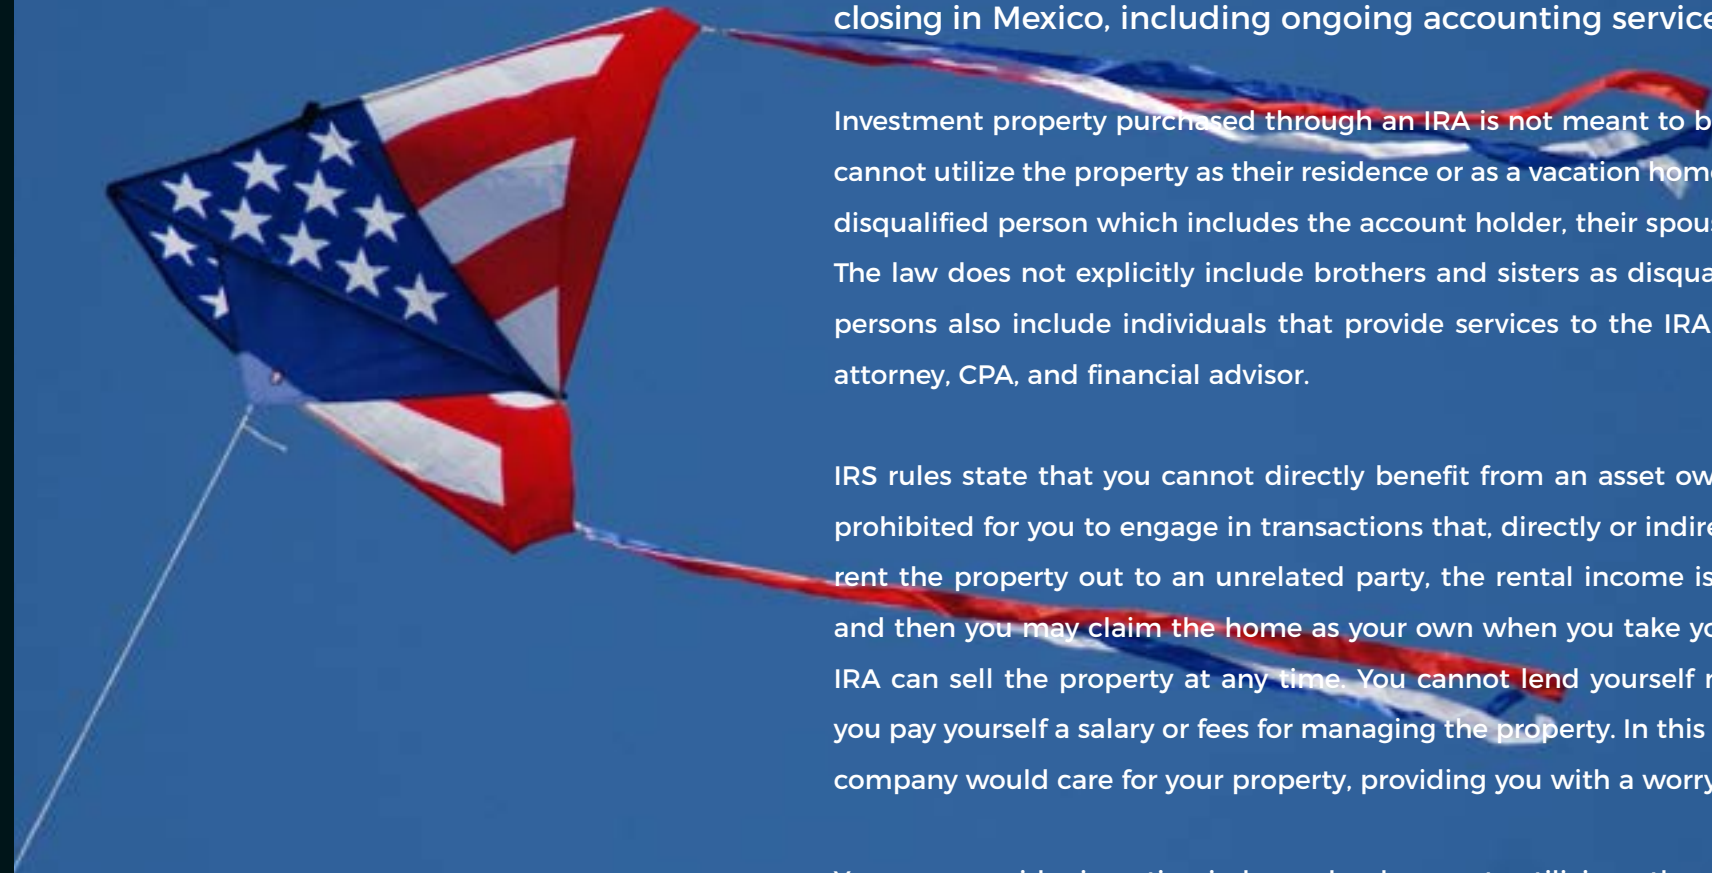 closing in Mexico, including ongoing accounting service
Investment property purchased through an IRA is not meant to b
cannot utilize the property as their residence or as a vacation hom
disqualified person which includes the account holder, their spou
The law does not explicitly include brothers and sisters as disqua
persons also include individuals that provide services to the IRA
attorney, CPA, and financial advisor.
IRS rules state that you cannot directly benefit from an asset ow
prohibited for you to engage in transactions that, directly or indire
rent the property out to an unrelated party, the rental income is
and then you may claim the home as your own when you take yo
IRA can sell the property at any time. You cannot lend yourself
you pay yourself a salary or fees for managing the property. In this
company would care for your property, providing you with a worry